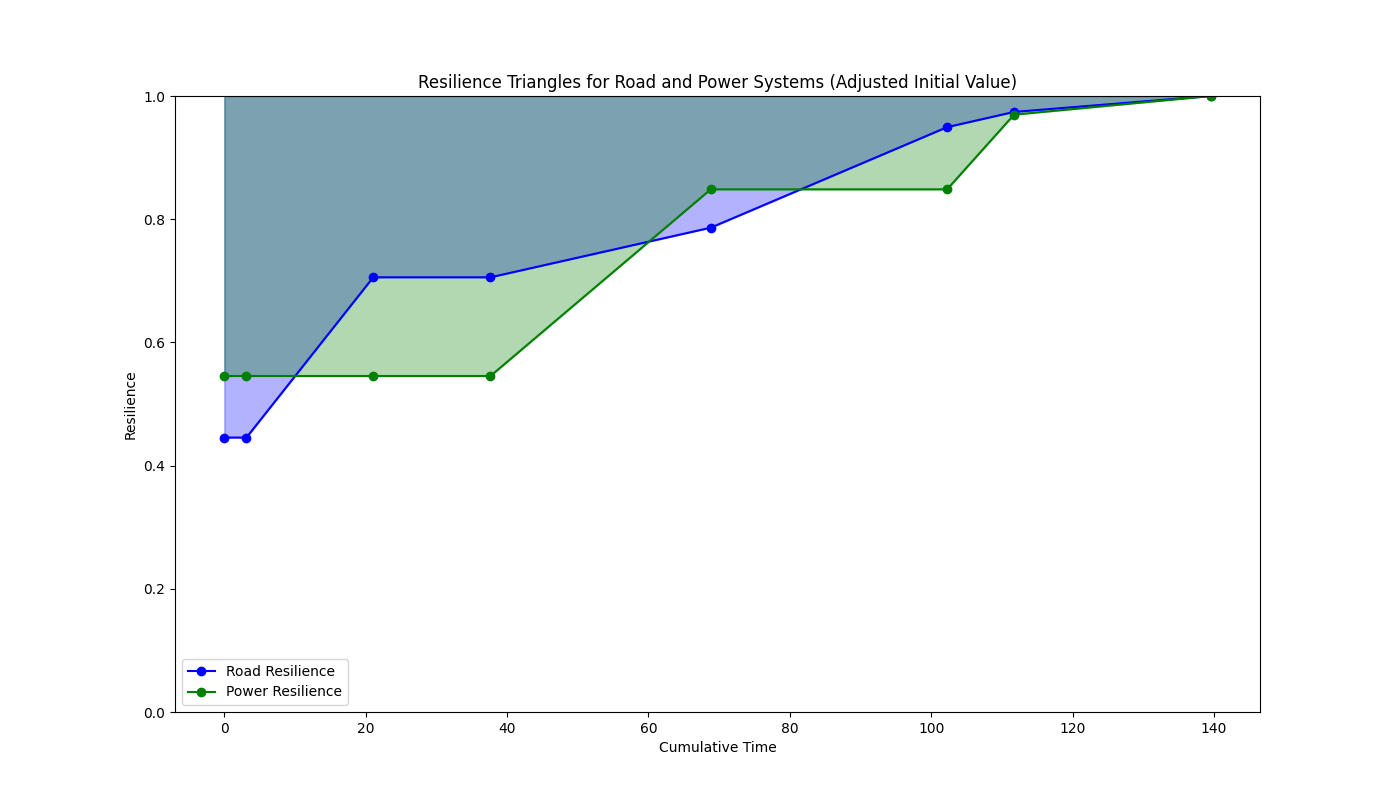 Resilience Triangles for Road and Power Systems (Adjusted Initial Value)
1.0
0.8
0.6
0.4
0.2
0.0
Resilience
Road Resilience
Power Resilience
0 20 40 60 80 100 120 140
Cumulative Time